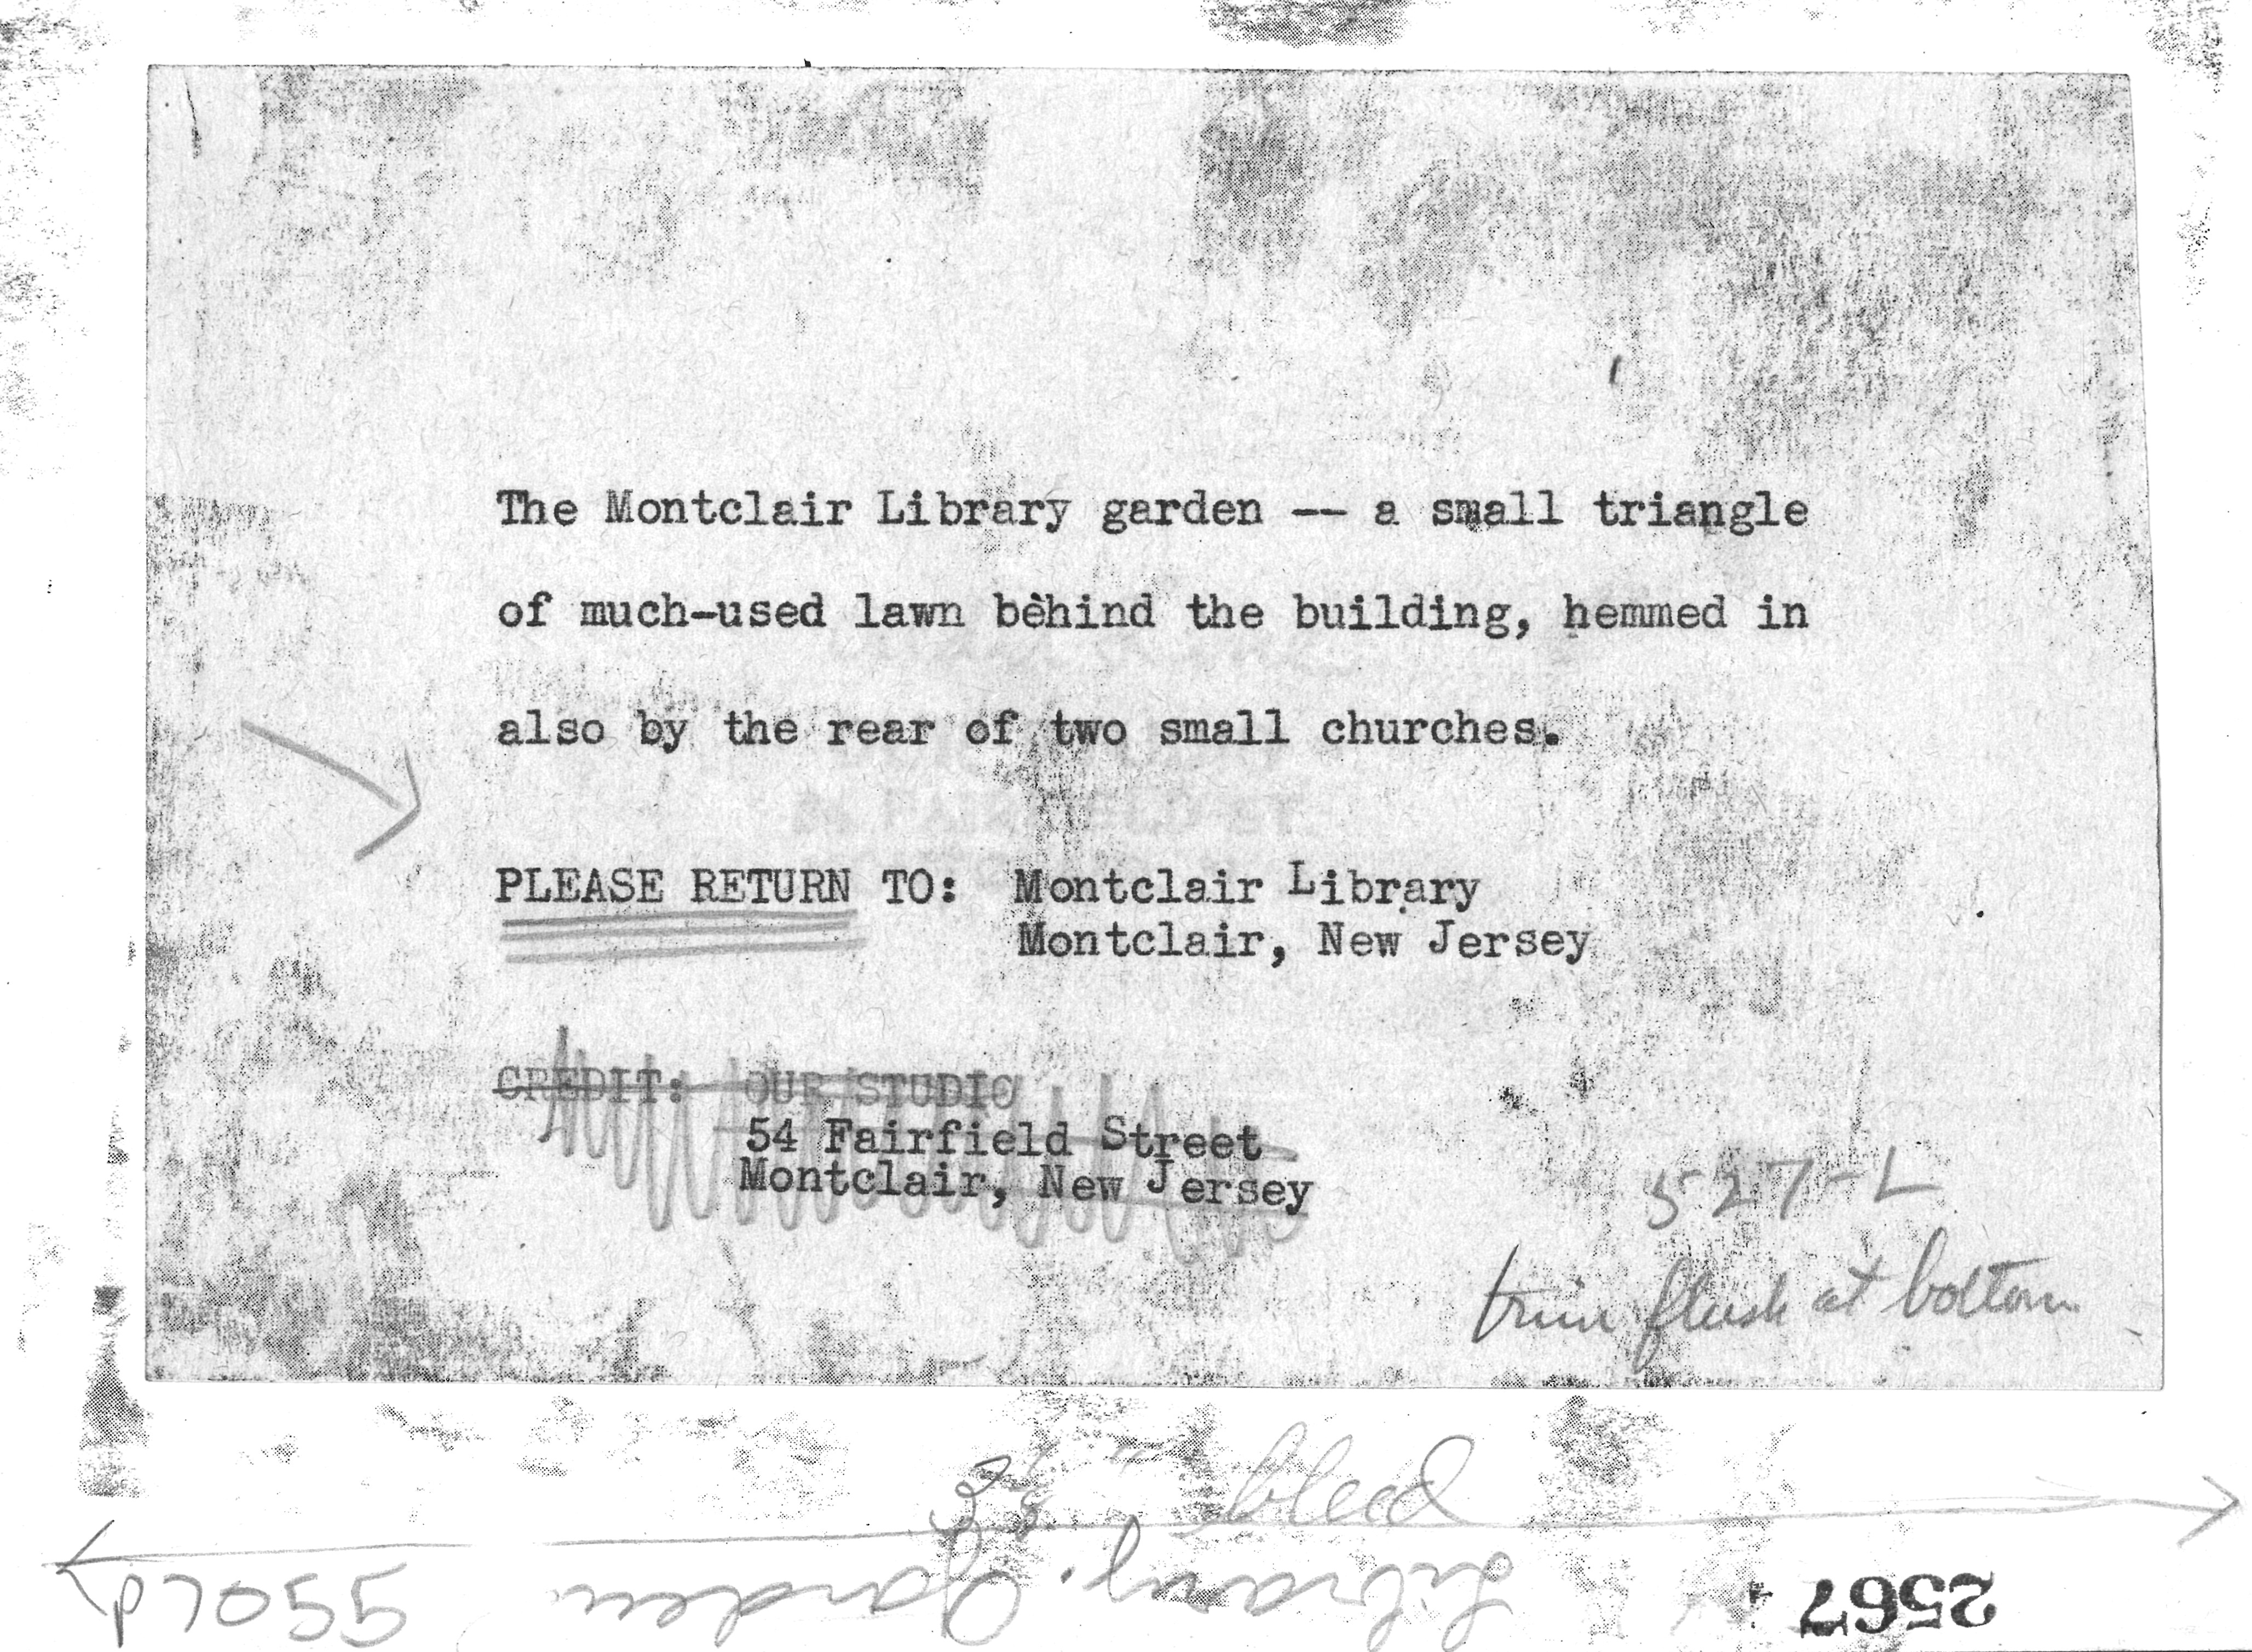 The Montclair Library garden -- a small triangle
of much-used lawn behind the building, hemmed in
also by the rear of two small churches.
PLEASE RETURN TO: Montclair Library
Montclair, New Jersey
CREDIT: OUR STUDIO
54 Fairfield Street
Montclair, New Jersey
527-L
trim flush at bottom
bleed
Library. Garden
2567